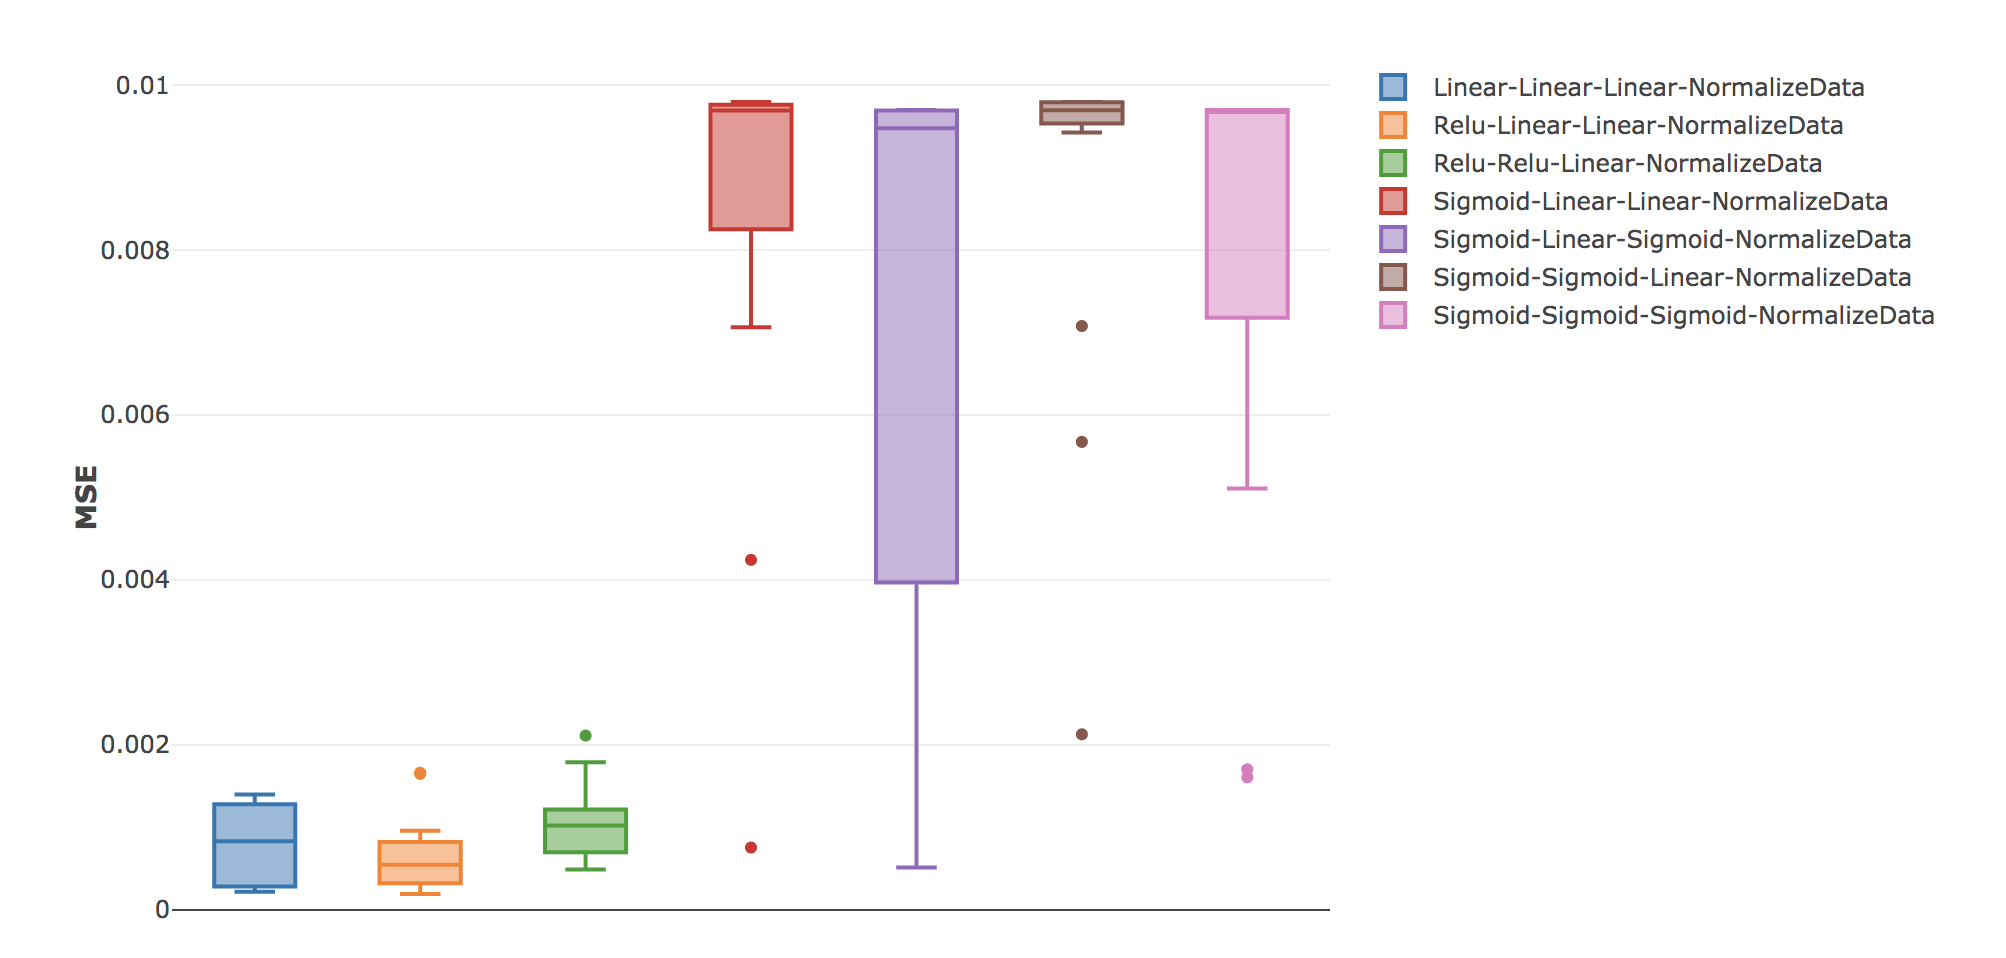 0.01
0.008
0.006
0.004
0.002
0
MSE
Linear-Linear-Linear-NormalizeData
Relu-Linear-Linear-NormalizeData
Relu-Relu-Linear-NormalizeData
Sigmoid-Linear-Linear-NormalizeData
Sigmoid-Linear-Sigmoid-NormalizeData
Sigmoid-Sigmoid-Linear-NormalizeData
Sigmoid-Sigmoid-Sigmoid-NormalizeData